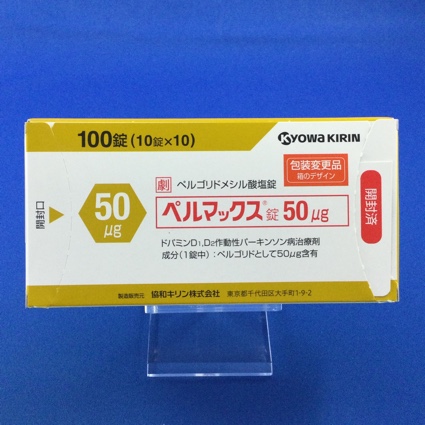 100錠(10錠×10)
KYOWA KIRIN
包装変更品
箱のデザイン
開封済
劇 ペルゴリドメシル酸塩錠
ペルマックス®錠50μg
50
μg
開封口
ドパミンD1,D2作動性パーキンソン病治療剤
成分(1錠中):ペルゴリドとして50μg含有
製造販売元 協和キリン株式会社 東京都千代田区大手町1-9-2